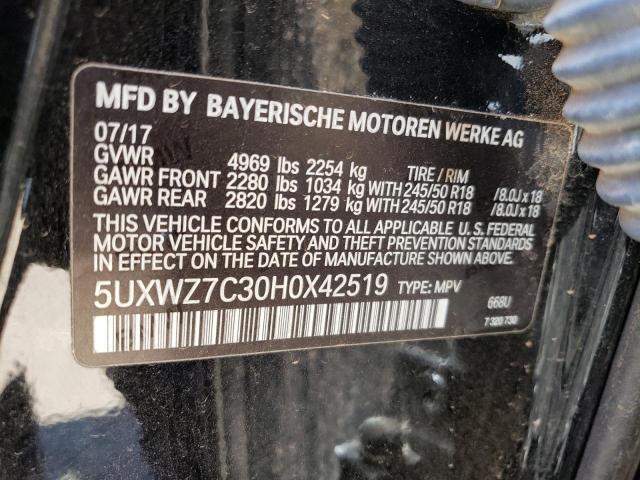 MFD BY BAYERISCHE MOTOREN WERKE AG
07/17
GVWR 4969 lbs 2254 kg TIRE / RIM
GAWR FRONT 2280 lbs 1034 kg WITH 245/50 R18 /8.0J x 18
GAWR REAR 2820 lbs 1279 kg WITH 245/50 R18 /8.0J x 18
THIS VEHICLE CONFORMS TO ALL APPLICABLE U. S. FEDERAL
MOTOR VEHICLE SAFETY AND THEFT PREVENTION STANDARDS
IN EFFECT ON THE DATE OF MANUFACTURE SHOWN ABOVE.
5UXWZ7C30H0X42519 TYPE: MPV
668U
7 320 730